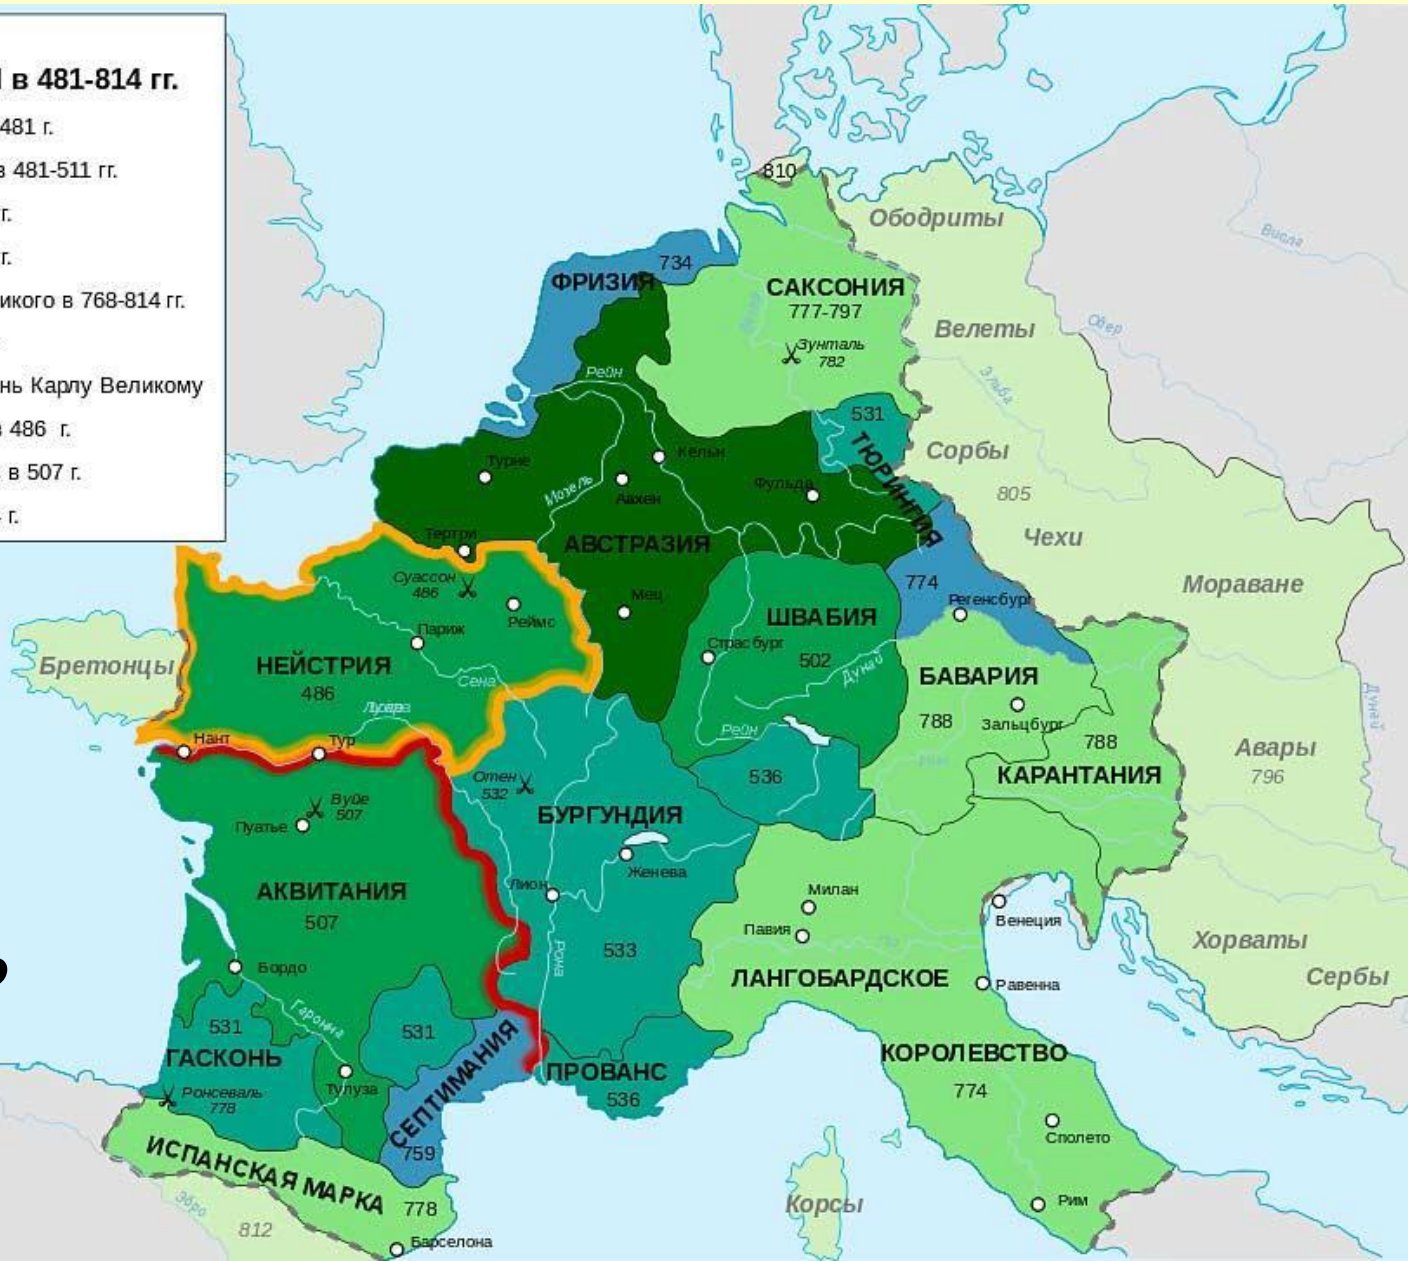 в 481-814 гг.
481 г.
в 481-511 гг.
г.
г.
икого в 768-814 гг.
нь Карлу Великому
в 486 г.
в 507 г.
г.
810
Ободриты
Висла
734
ФРИЗИЯ
САКСОНИЯ
777-797
Зунталь
782
Велеты
Одер
Эльба
Рейн
531
ТЮРИНГИЯ
Сорбы
805
Чехи
Мораване
Турне
Кёльн
Мозель
Аахен
Фульда
Тертри
АВСТРАЗИЯ
Суассон
486
Реймс
Мец
774
Регенсбург
Париж
ШВАБИЯ
Страсбург
502
Дунай
Бретонцы
НЕЙСТРИЯ
486
Сена
Луара
БАВАРИЯ
788
Зальцбург
788
КАРАНТАНИЯ
Авары
796
Дунай
Нант
Тур
Рейн
536
Отен
532
БУРГУНДИЯ
Вуйе
507
Пуатье
Женева
Лион
АКВИТАНИЯ
507
Милан
Павия
По
Венеция
Хорваты
Сербы
Рона
533
Бордо
ЛАНГОБАРДСКОЕ
Равенна
Гаронна
531
ГАСКОНЬ
531
СЕПТИМАНИЯ
759
ПРОВАНС
536
КОРОЛЕВСТВО
774
Ронсеваль
778
Тулуза
Сполето
ИСПАНСКАЯ МАРКА
778
Эбро
812
Барселона
Корсы
Рим